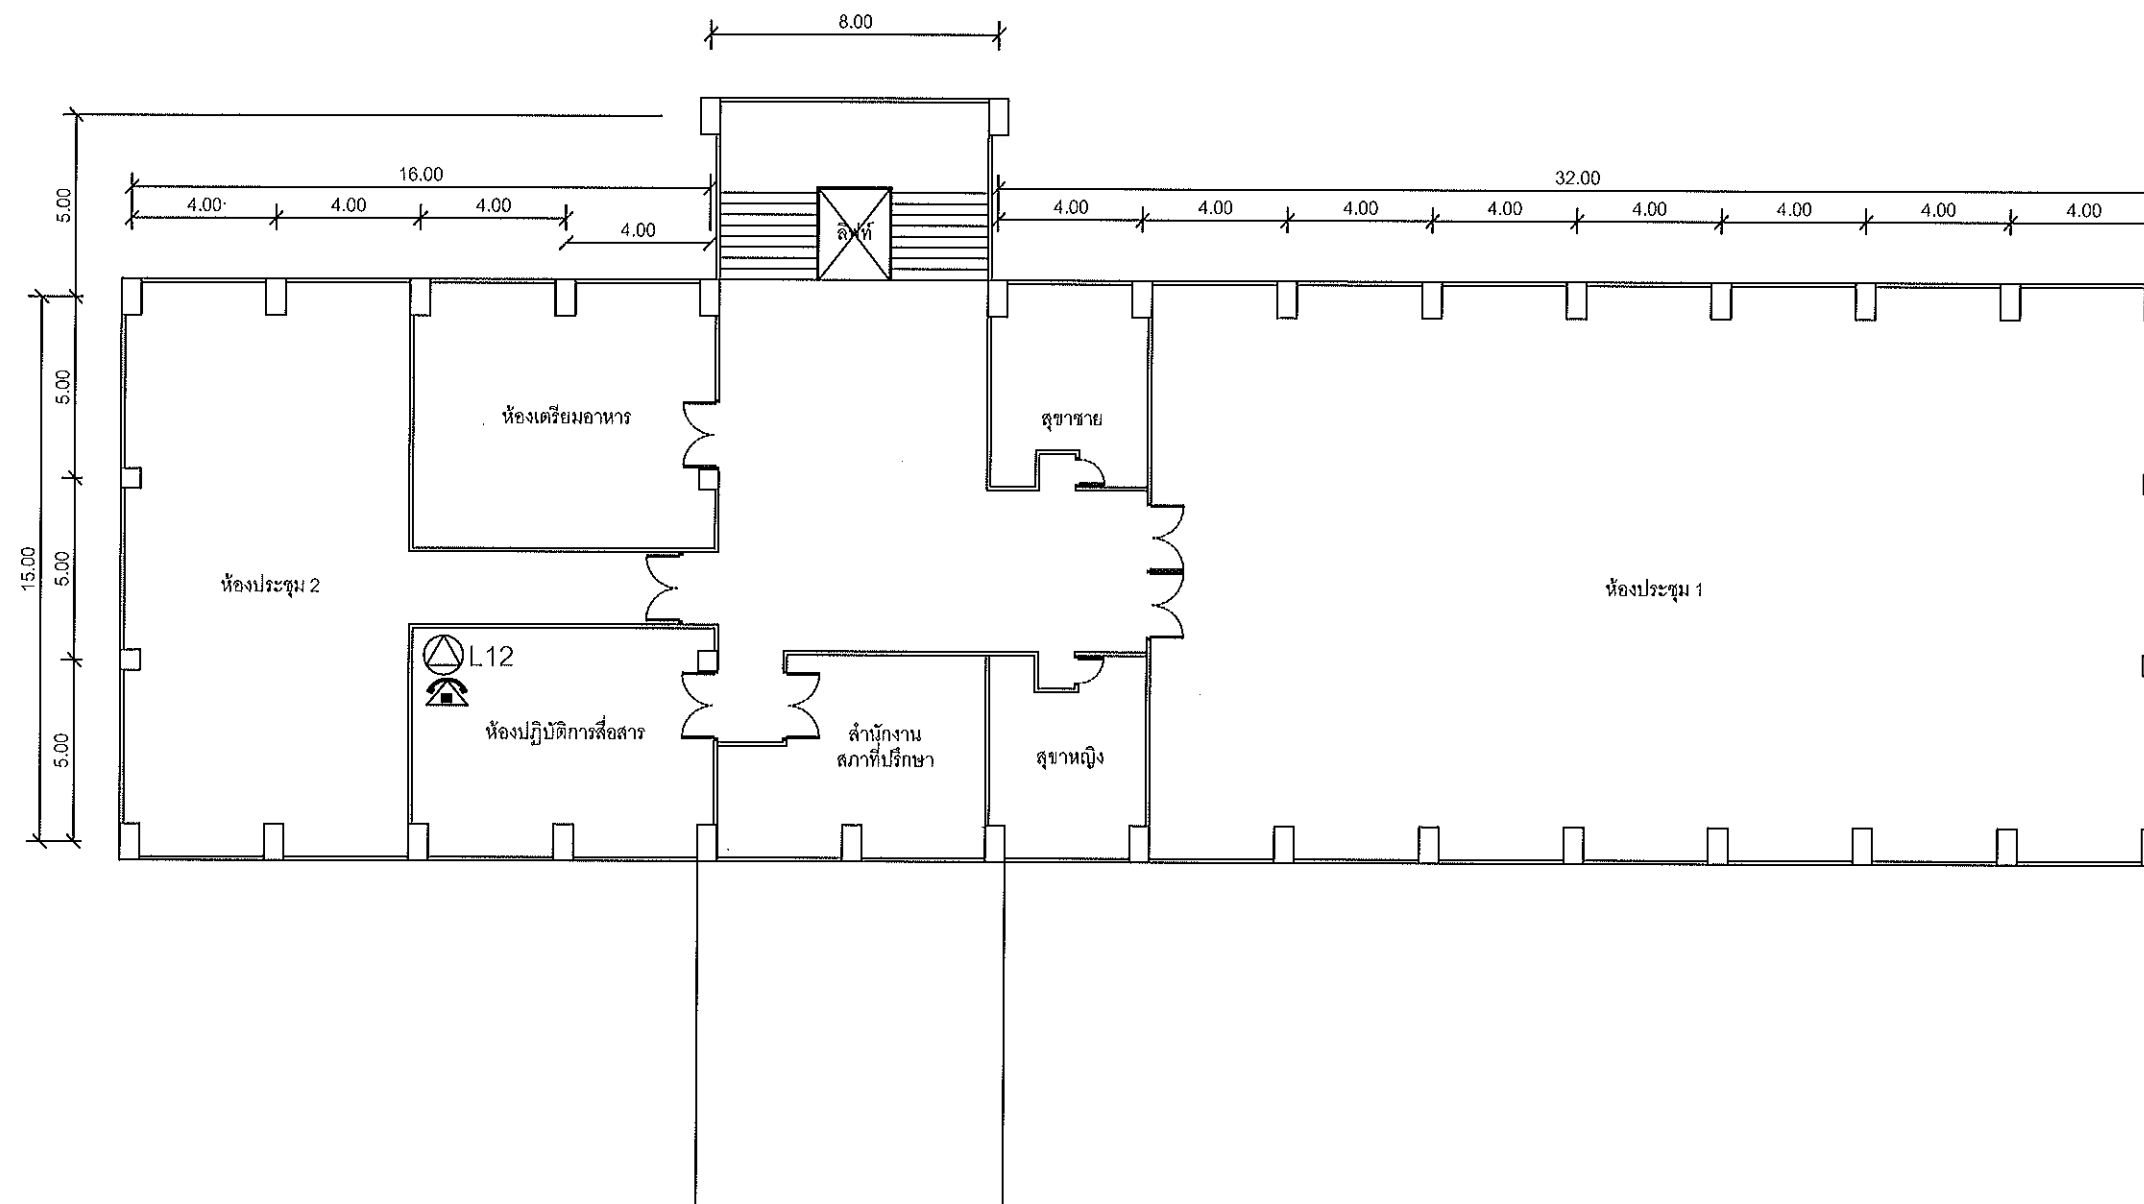 8.00
16.00
32.00
4.00
4.00
4.00
4.00
4.00
4.00
4.00
4.00
4.00
4.00
4.00
4.00
5.00
5.00
5.00
5.00
15.00
ลิฟท์
ห้องเตรียมอาหาร
สุขาชาย
ห้องประชุม 2
ห้องประชุม 1
L12
ห้องปฏิบัติการสื่อสาร
สำนักงาน
สภาที่ปรึกษา
สุขาหญิง